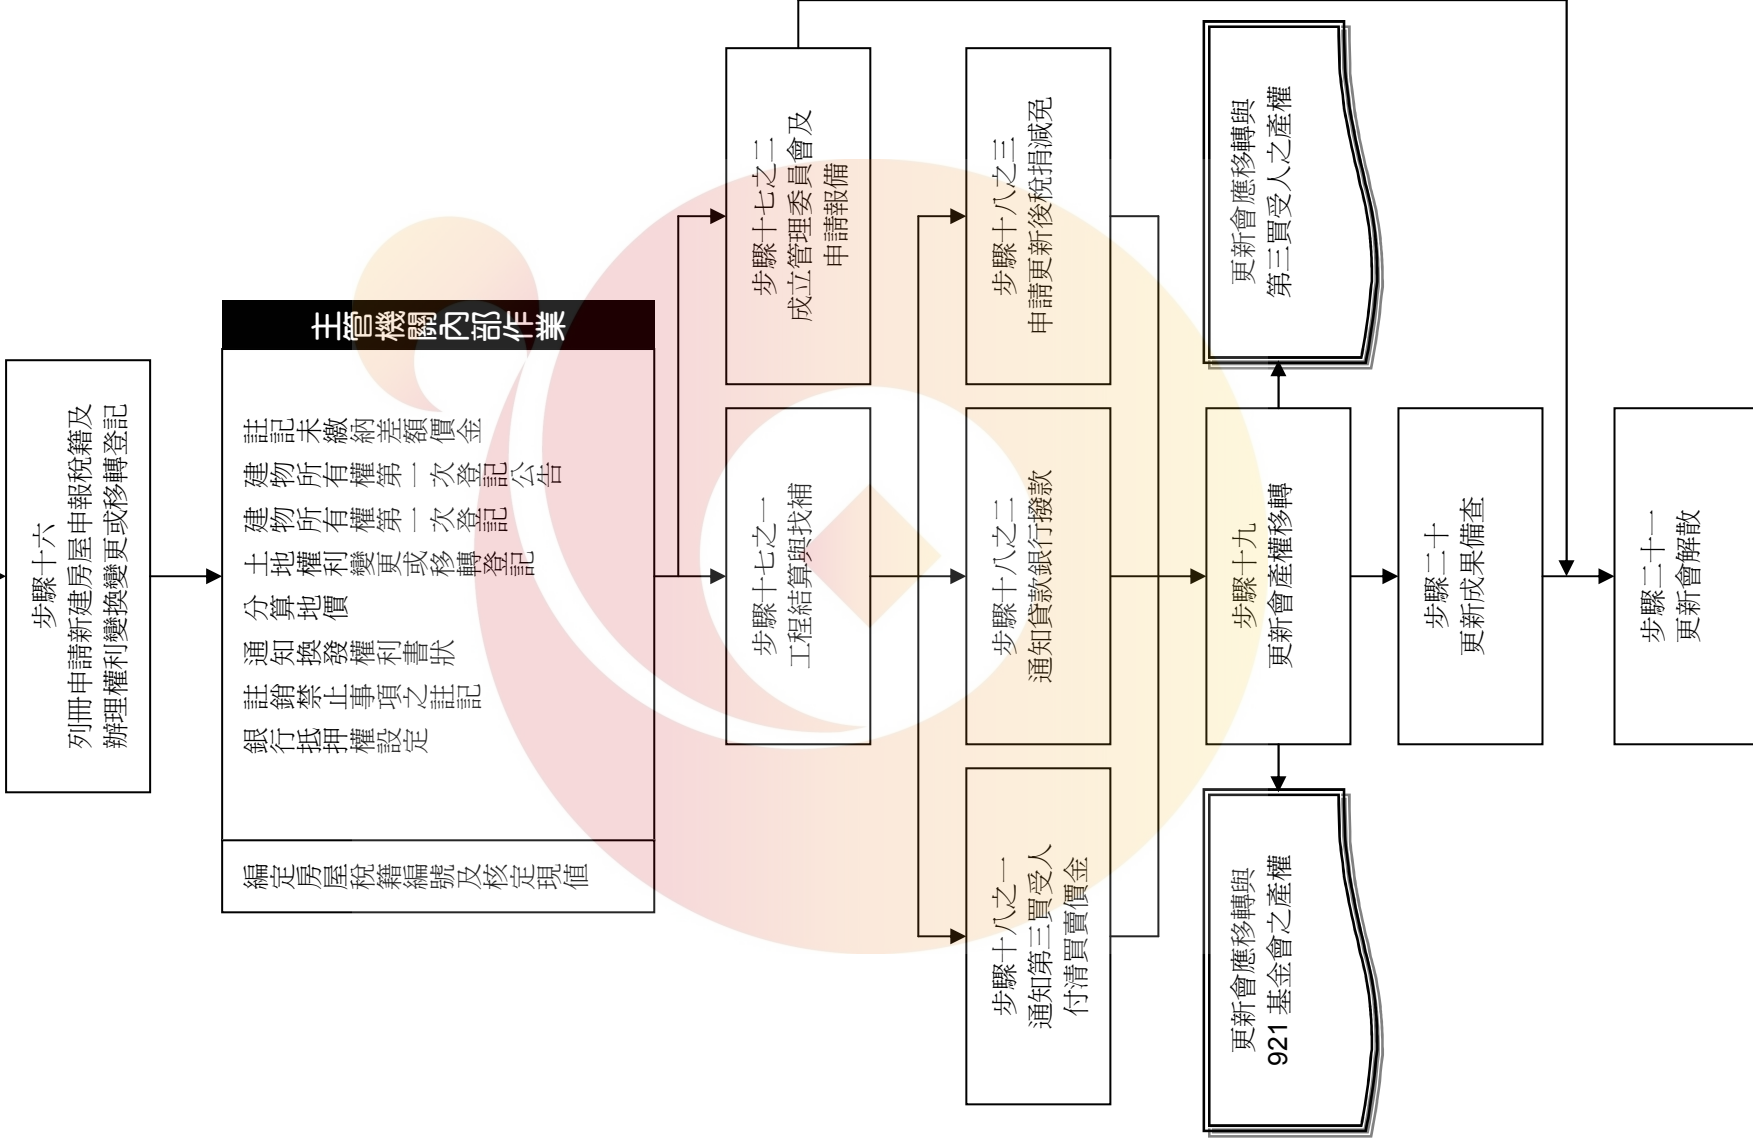 步驟十六
列冊申請新建房屋申報稅籍及
辦理權利變換變更或移轉登記
主管機關內部作業
註記未繳納差額價金
建物所有權第一次登記公告
建物所有權第一次登記
土地權利變更或移轉登記
分算地價
通知換發權利書狀
註銷禁止事項之註記
銀行抵押權設定
編定房屋稅籍編號及核定現值
步驟十七之一
工程結算與找補
步驟十七之二
成立管理委員會及
申請報備
步驟十八之一
通知第三買受人
付清買賣價金
步驟十八之二
通知貸款銀行撥款
步驟十八之三
申請更新後稅捐減免
更新會應移轉與
921 基金會之產權
步驟十九
更新會產權移轉
更新會應移轉與
第三買受人之產權
步驟二十
更新成果備查
步驟二十一
更新會解散